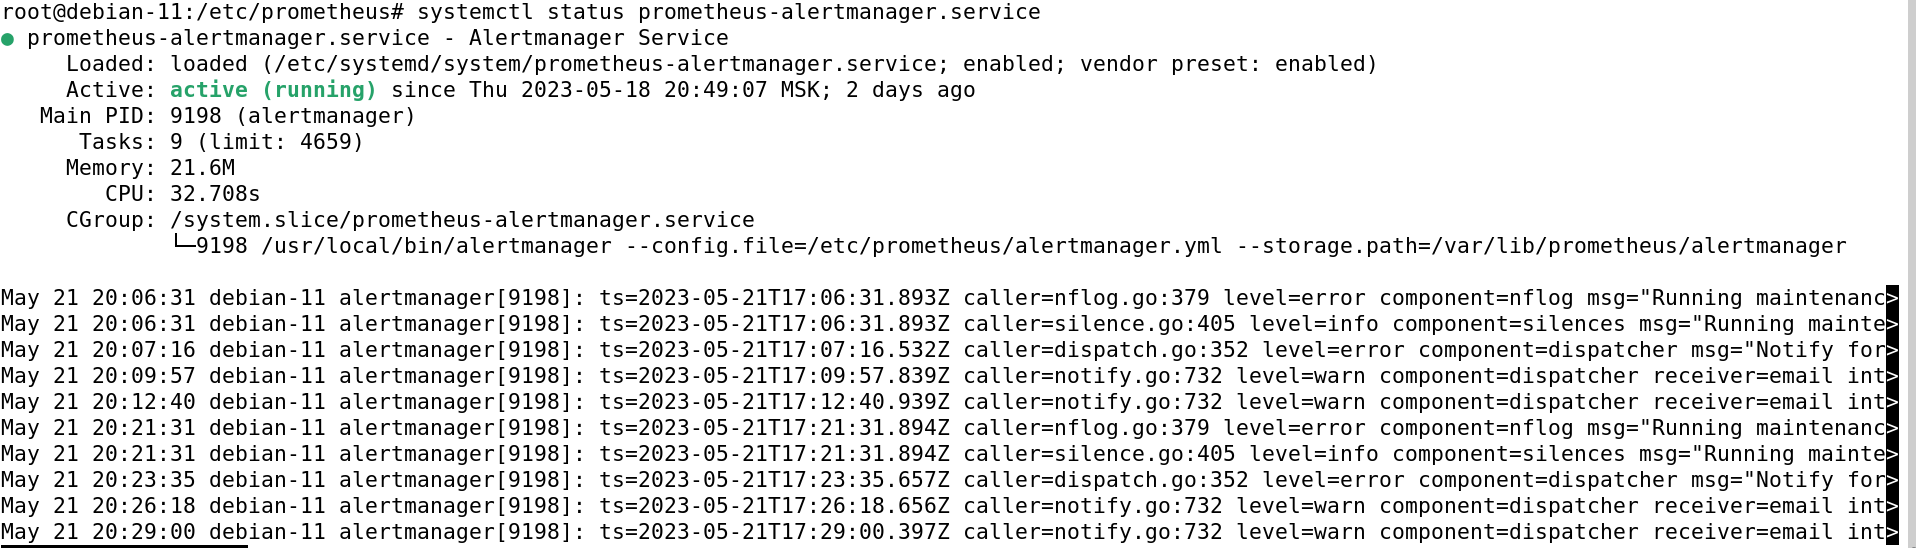 root@debian-11:/etc/prometheus# systemctl status prometheus-alertmanager.service
● prometheus-alertmanager.service - Alertmanager Service
     Loaded: loaded (/etc/systemd/system/prometheus-alertmanager.service; enabled; vendor preset: enabled)
     Active: active (running) since Thu 2023-05-18 20:49:07 MSK; 2 days ago
   Main PID: 9198 (alertmanager)
      Tasks: 9 (limit: 4659)
     Memory: 21.6M
        CPU: 32.708s
     CGroup: /system.slice/prometheus-alertmanager.service
             └─9198 /usr/local/bin/alertmanager --config.file=/etc/prometheus/alertmanager.yml --storage.path=/var/lib/prometheus/alertmanager
May 21 20:06:31 debian-11 alertmanager[9198]: ts=2023-05-21T17:06:31.893Z caller=nflog.go:379 level=error component=nflog msg="Running maintenanc>
May 21 20:06:31 debian-11 alertmanager[9198]: ts=2023-05-21T17:06:31.893Z caller=silence.go:405 level=info component=silences msg="Running mainte>
May 21 20:07:16 debian-11 alertmanager[9198]: ts=2023-05-21T17:07:16.532Z caller=dispatch.go:352 level=error component=dispatcher msg="Notify for>
May 21 20:09:57 debian-11 alertmanager[9198]: ts=2023-05-21T17:09:57.839Z caller=notify.go:732 level=warn component=dispatcher receiver=email int>
May 21 20:12:40 debian-11 alertmanager[9198]: ts=2023-05-21T17:12:40.939Z caller=notify.go:732 level=warn component=dispatcher receiver=email int>
May 21 20:21:31 debian-11 alertmanager[9198]: ts=2023-05-21T17:21:31.894Z caller=nflog.go:379 level=error component=nflog msg="Running maintenanc>
May 21 20:21:31 debian-11 alertmanager[9198]: ts=2023-05-21T17:21:31.894Z caller=silence.go:405 level=info component=silences msg="Running mainte>
May 21 20:23:35 debian-11 alertmanager[9198]: ts=2023-05-21T17:23:35.657Z caller=dispatch.go:352 level=error component=dispatcher msg="Notify for>
May 21 20:26:18 debian-11 alertmanager[9198]: ts=2023-05-21T17:26:18.656Z caller=notify.go:732 level=warn component=dispatcher receiver=email int>
May 21 20:29:00 debian-11 alertmanager[9198]: ts=2023-05-21T17:29:00.397Z caller=notify.go:732 level=warn component=dispatcher receiver=email int>